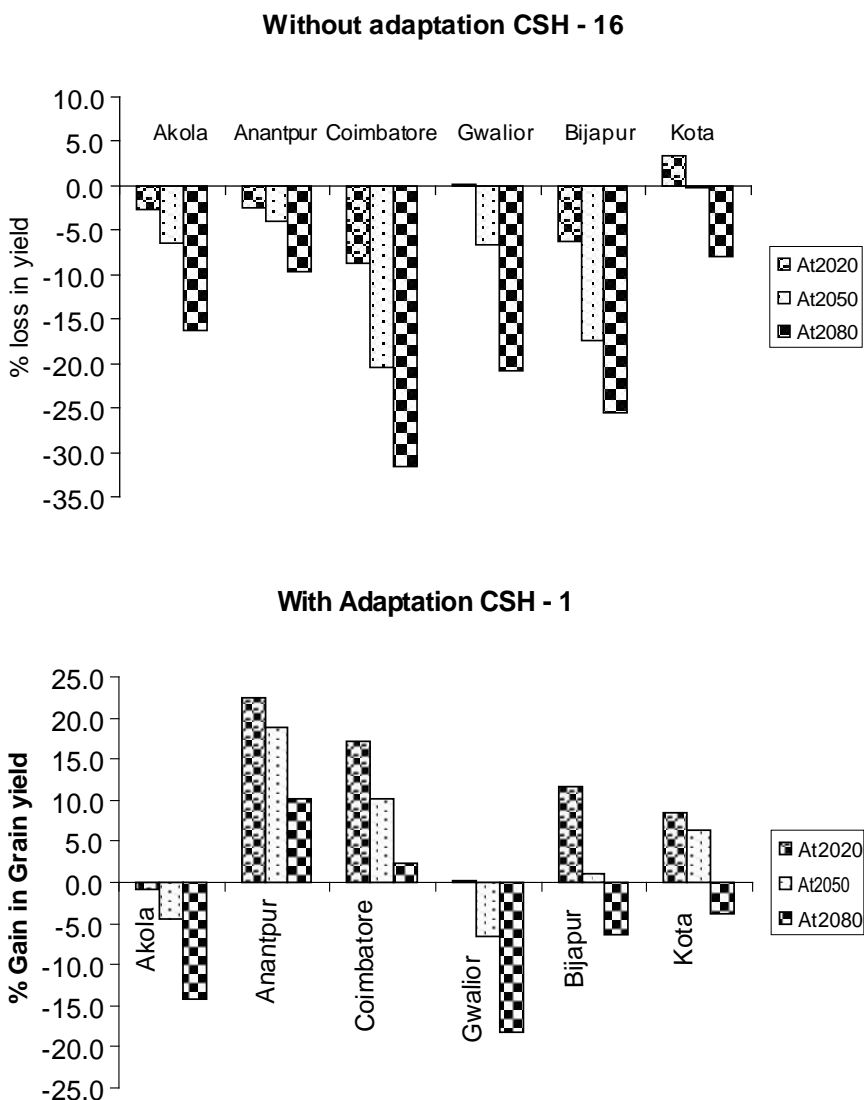 Without adaptation CSH - 16
10.0
5.0
0.0
-5.0
-10.0
-15.0
-20.0
-25.0
-30.0
-35.0
% loss in yield
Akola Anantpur Coimbatore Gwalior Bijapur Kota
At2020
At2050
At2080
With Adaptation CSH - 1
25.0
20.0
15.0
10.0
5.0
0.0
-5.0
-10.0
-15.0
-20.0
-25.0
% Gain in Grain yield
Akola
Anantpur
Coimbatore
Gwalior
Bijapur
Kota
At2020
At2050
At2080